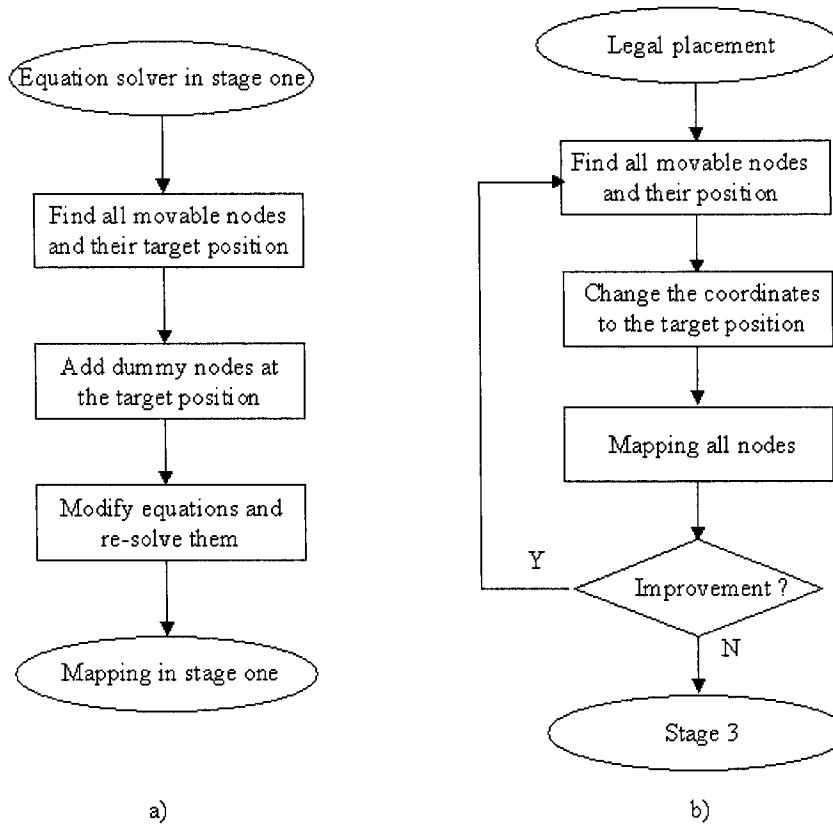 Equation solver in stage one
Find all movable nodes
and their target position
Add dummy nodes at
the target position
Modify equations and
re-solve them
Mapping in stage one
a)
Legal placement
Find all movable nodes
and their position
Change the coordinates
to the target position
Mapping all nodes
Improvement ?
Y
N
Stage 3
b)